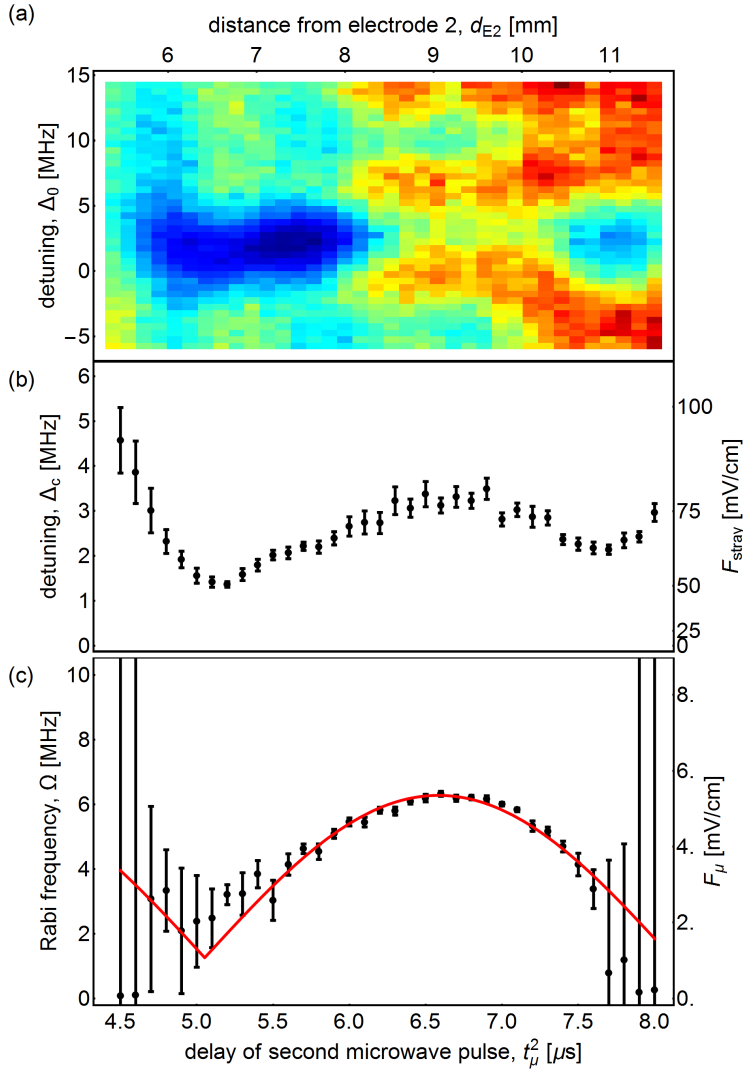 (a)
distance from electrode 2, d_E2 [mm]
6 7 8 9 10 11
15
10
5
0
−5
detuning, Δ_0 [MHz]
(b)
6
5
4
3
2
1
0
detuning, Δ_c [MHz]
100
75
50
25
0
F_stray [mV/cm]
(c)
10
8
6
4
2
0
Rabi frequency, Ω [MHz]
8.
6.
4.
2.
0.
F_μ [mV/cm]
4.5 5.0 5.5 6.0 6.5 7.0 7.5 8.0
delay of second microwave pulse, t_μ^2 [μs]